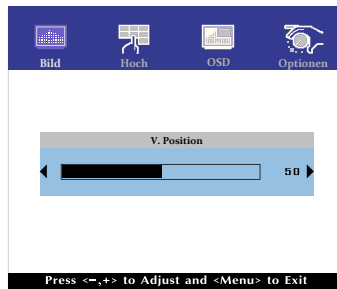 Bild Hoch OSD Optionen
V. Position
50
Press <-,+> to Adjust and <Menu> to Exit